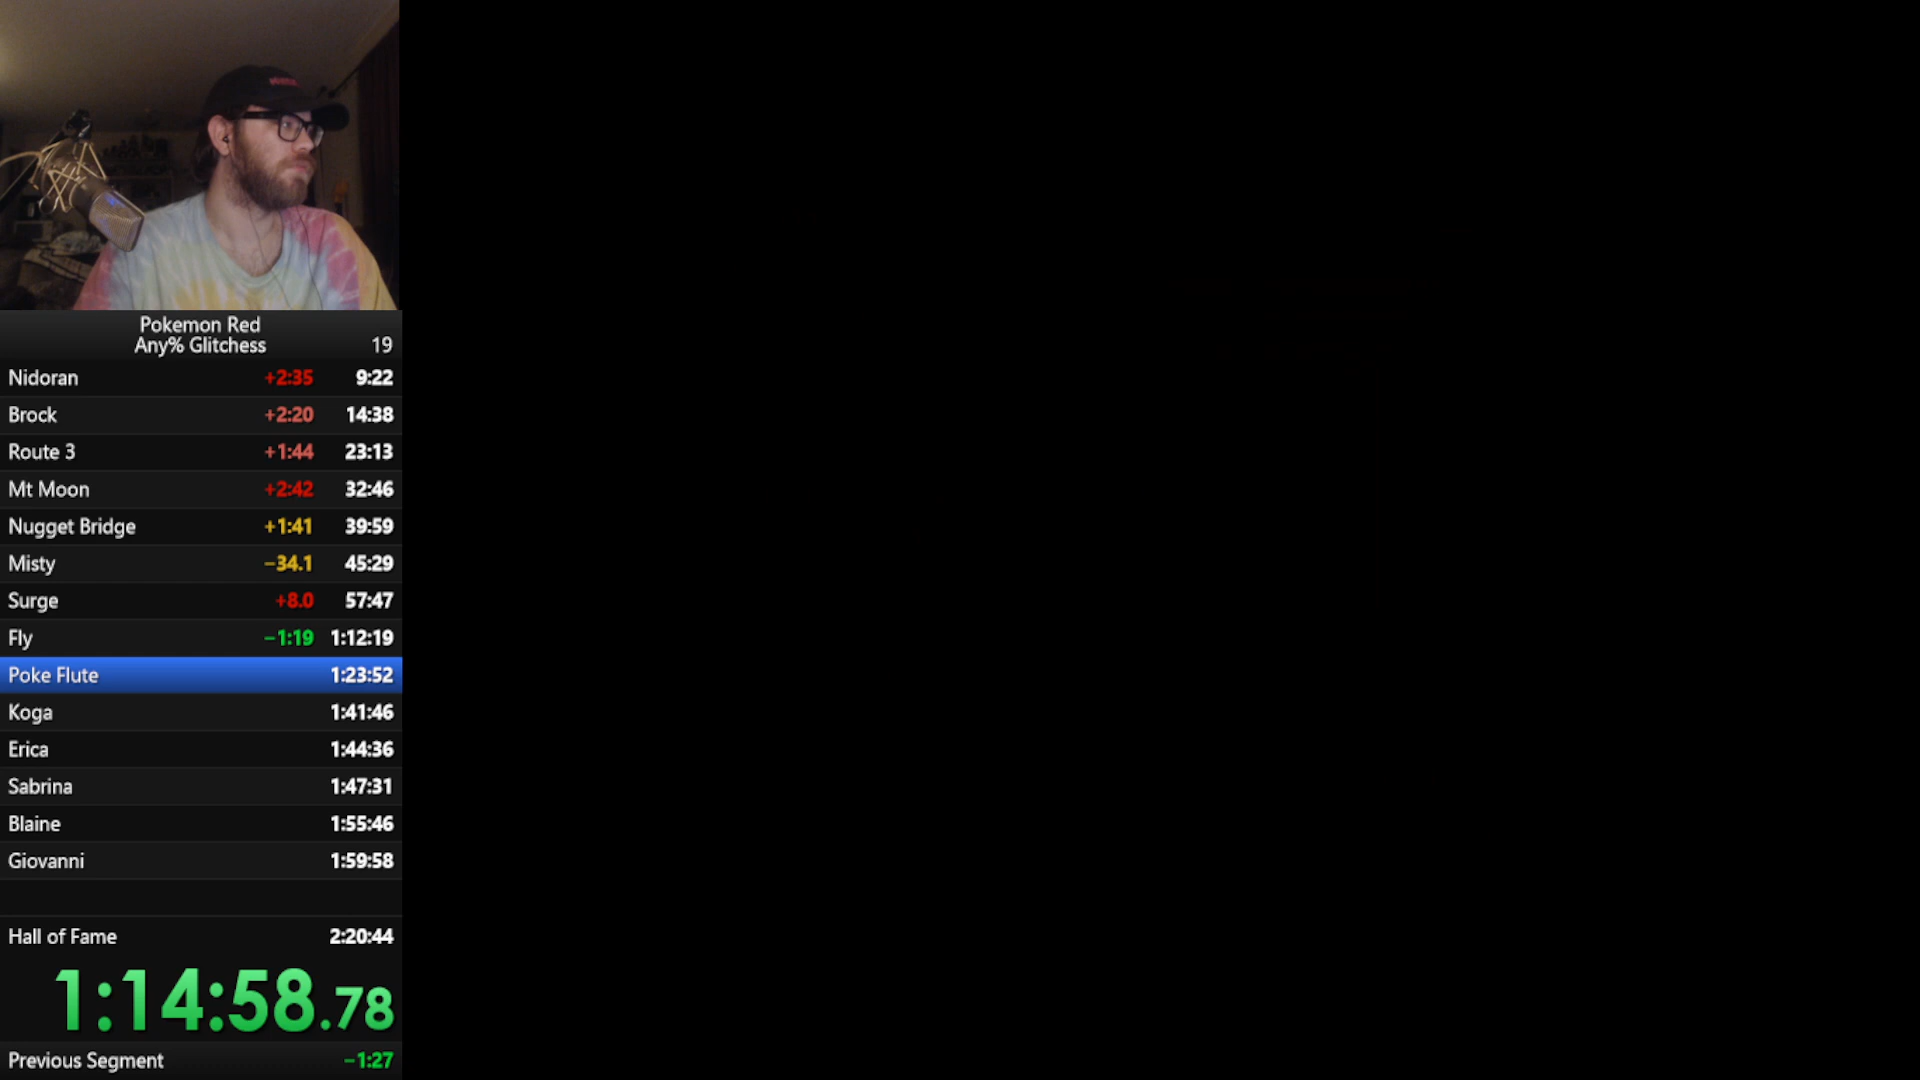 Pokemon Red
Any% Glitchess 19
Nidoran +2:35 9:22
Brock +2:20 14:38
Route 3 +1:44 23:13
Mt Moon +2:42 32:46
Nugget Bridge +1:41 39:59
Misty −34.1 45:29
Surge +8.0 57:47
Fly −1:19 1:12:19
Poke Flute 1:23:52
Koga 1:41:46
Erica 1:44:36
Sabrina 1:47:31
Blaine 1:55:46
Giovanni 1:59:58
Hall of Fame 2:20:44
1:14:58.78
Previous Segment −1:27